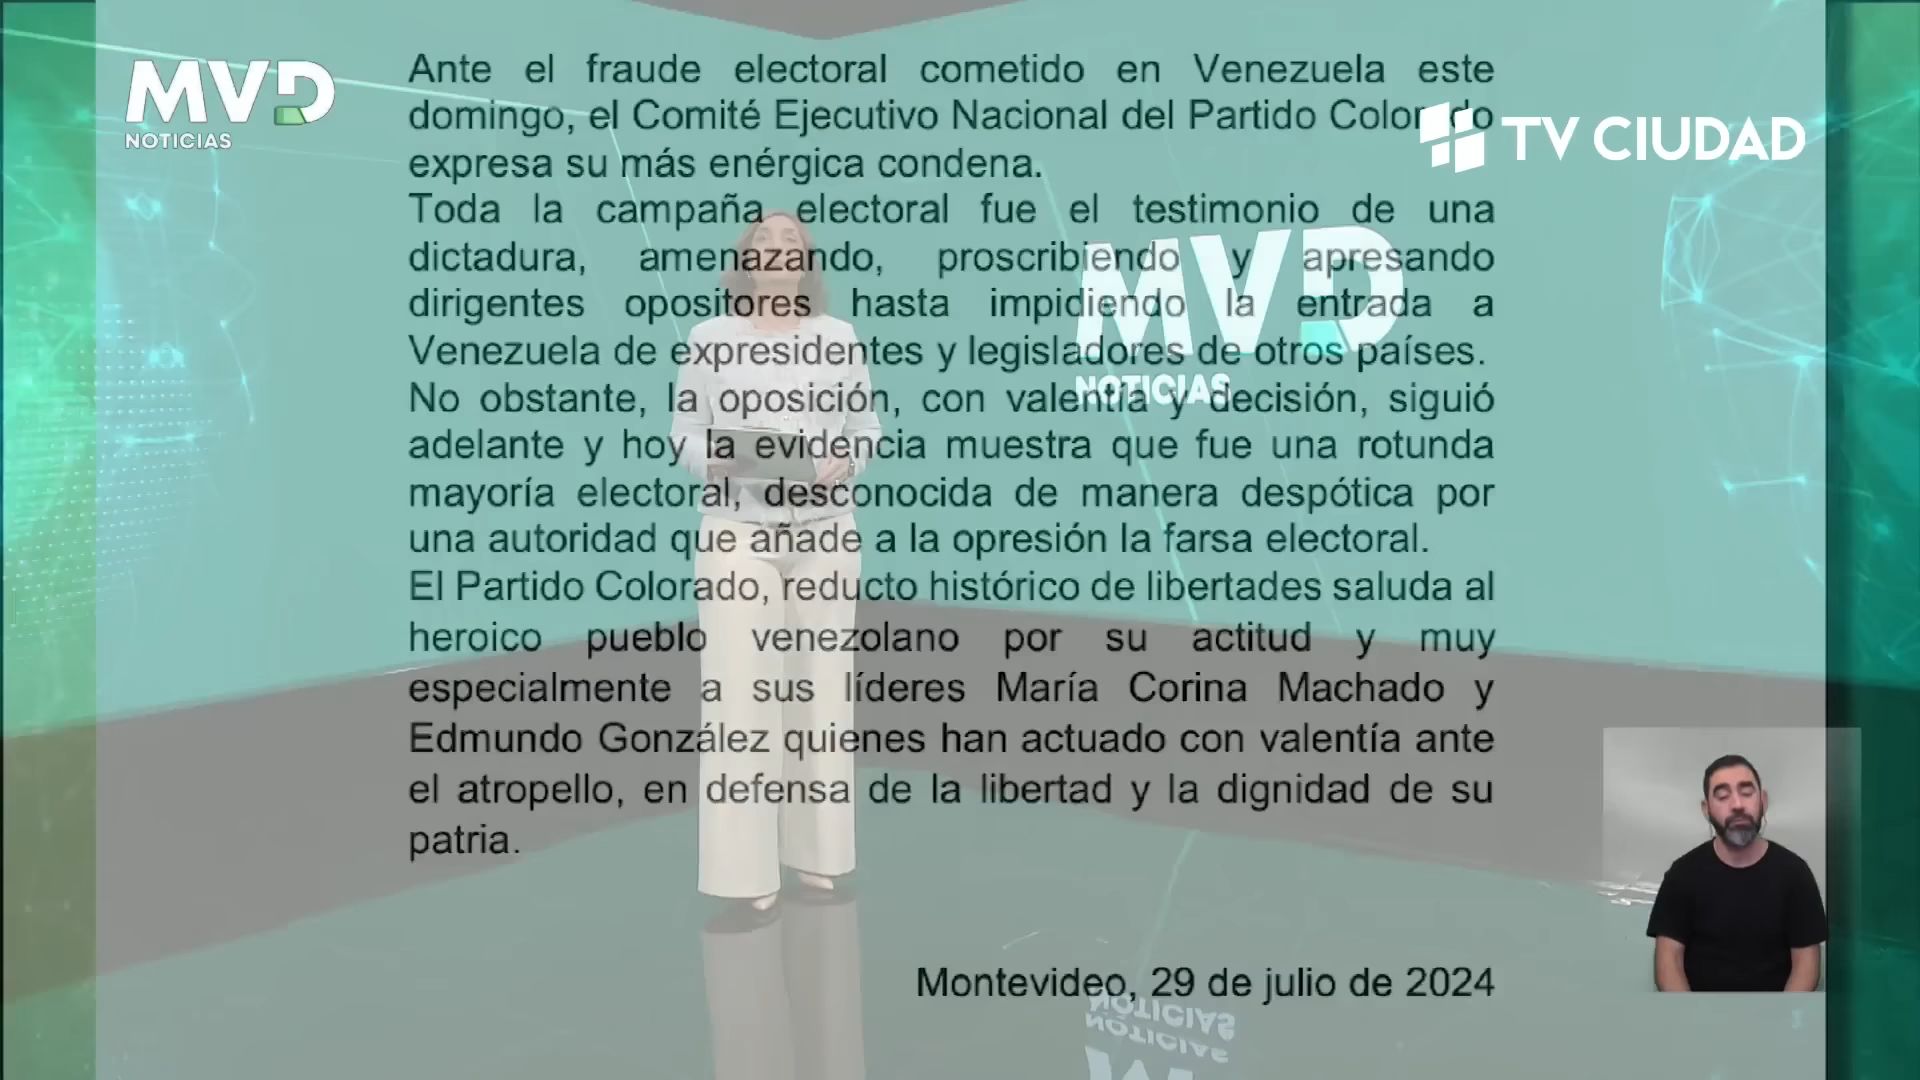 MVD
NOTICIAS
TV CIUDAD
Ante el fraude electoral cometido en Venezuela este
domingo, el Comité Ejecutivo Nacional del Partido Colorado
expresa su más enérgica condena.
Toda la campaña electoral fue el testimonio de una
dictadura, amenazando, proscribiendo y apresando
dirigentes opositores hasta impidiendo la entrada a
Venezuela de expresidentes y legisladores de otros países.
No obstante, la oposición, con valentía y decisión, siguió
adelante y hoy la evidencia muestra que fue una rotunda
mayoría electoral, desconocida de manera despótica por
una autoridad que añade a la opresión la farsa electoral.
El Partido Colorado, reducto histórico de libertades saluda al
heroico pueblo venezolano por su actitud y muy
especialmente a sus líderes María Corina Machado y
Edmundo González quienes han actuado con valentía ante
el atropello, en defensa de la libertad y la dignidad de su
patria.
Montevideo, 29 de julio de 2024
MVD
NOTICIAS
NOTICIAS